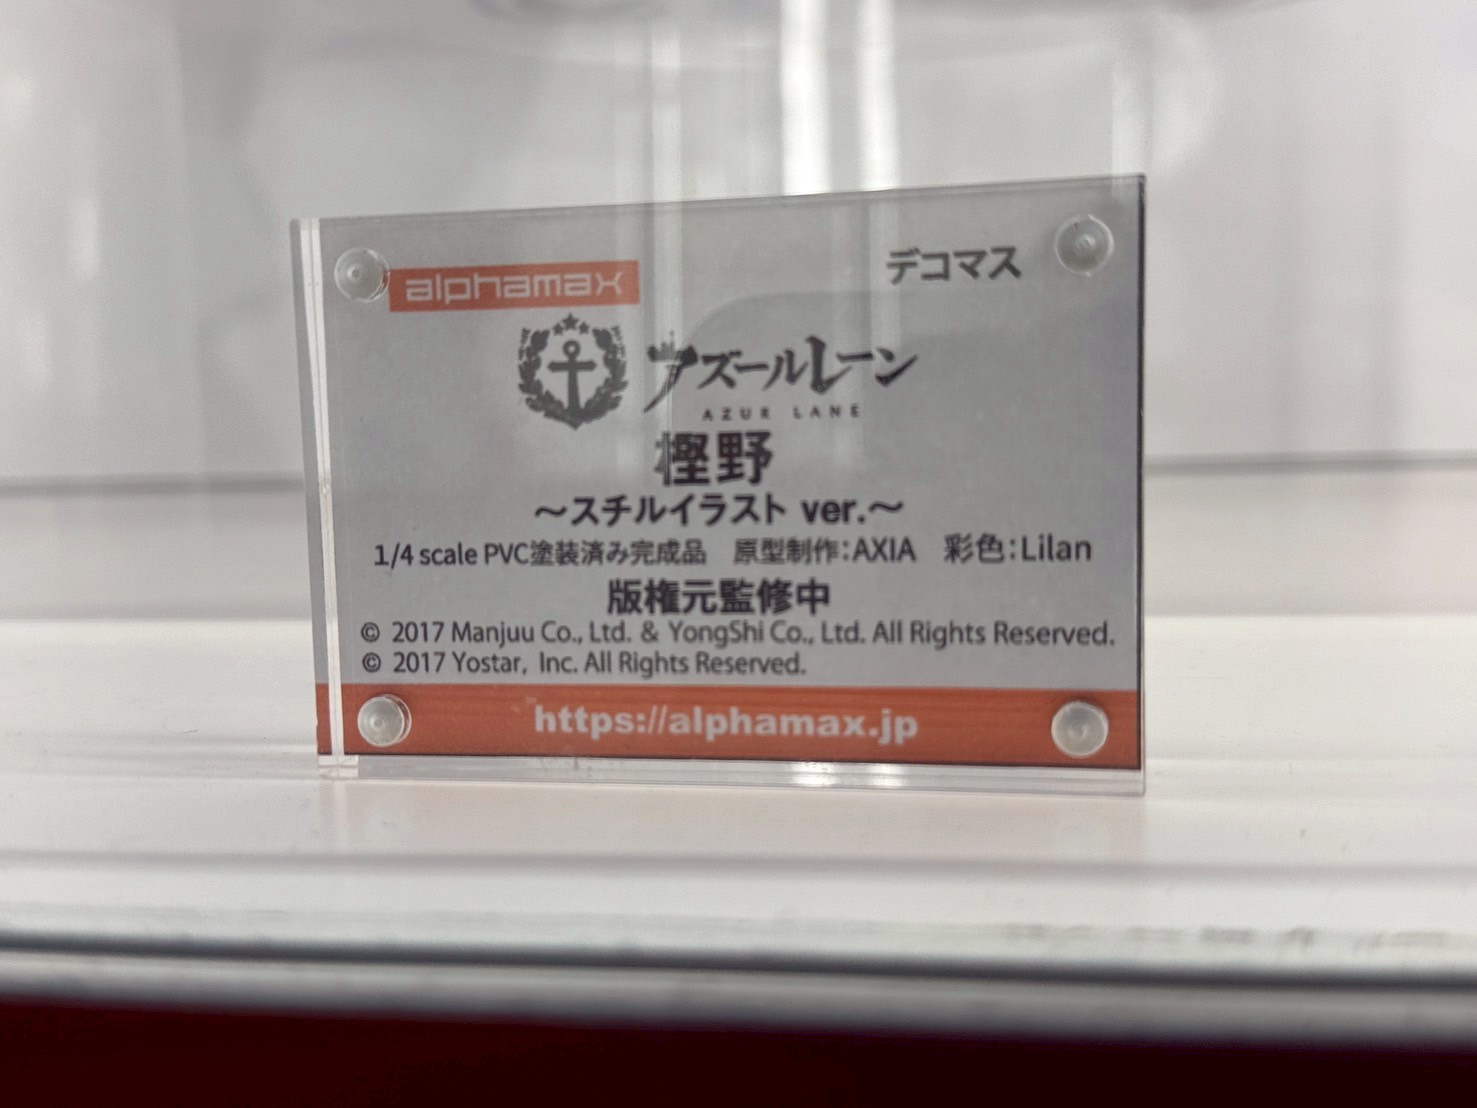 alphamax
デコマス
アズールレーン
AZUR LANE
樫野
～スチルイラスト ver.～
1/4 scale PVC塗装済み完成品 原型制作：AXIA 彩色：Lilan
版権元監修中
© 2017 Manjuu Co., Ltd. & YongShi Co., Ltd. All Rights Reserved.
© 2017 Yostar, Inc. All Rights Reserved.
https://alphamax.jp